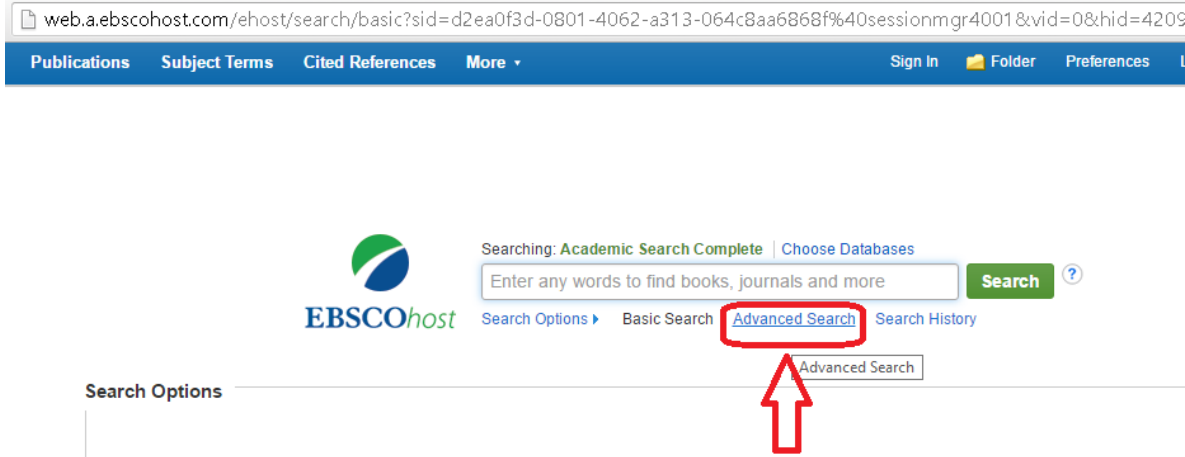 web.a.ebscohost.com/ehost/search/basic?sid=d2ea0f3d-0801-4062-a313-064c8aa6868f%40sessionmgr4001&vid=0&hid=4209
Publications Subject Terms Cited References More Sign In Folder Preferences L
Searching: Academic Search Complete Choose Databases
Enter any words to find books, journals and more Search ?
EBSCOhost Search Options Basic Search Advanced Search Search History
Advanced Search
Search Options